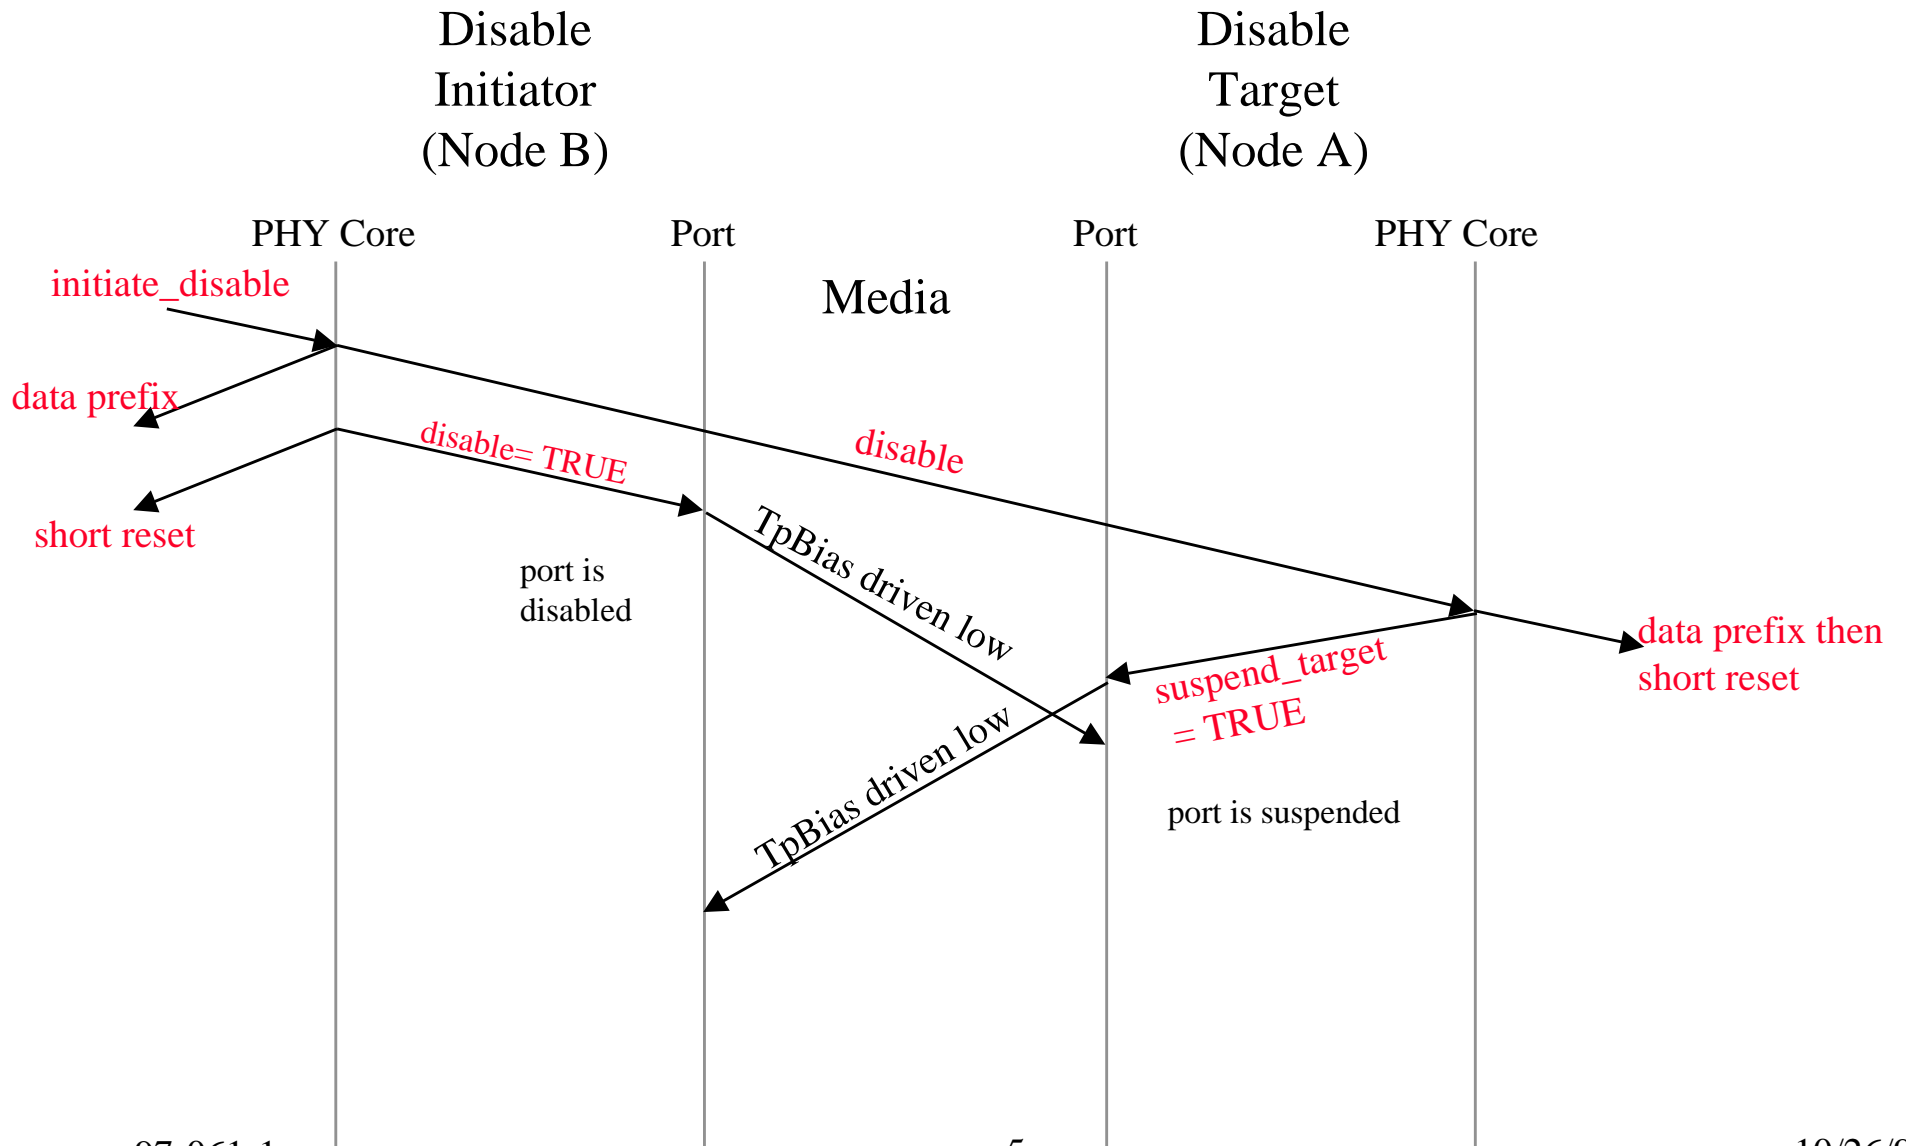 Disable
Initiator
(Node B)
Disable
Target
(Node A)
PHY Core
Port
Port
PHY Core
initiate_disable
Media
data prefix
disable= TRUE
disable
short reset
TpBias driven low
port is
disabled
data prefix then
short reset
suspend_target
= TRUE
TpBias driven low
port is suspended
5